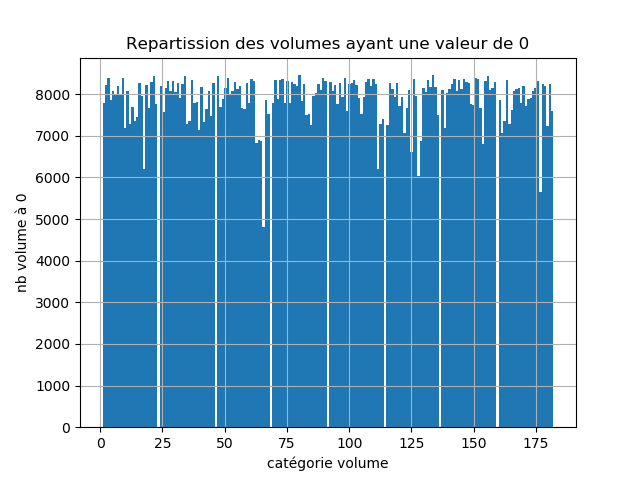 Repartission des volumes ayant une valeur de 0
nb volume à 0
8000
7000
6000
5000
4000
3000
2000
1000
0
0 25 50 75 100 125 150 175
catégorie volume